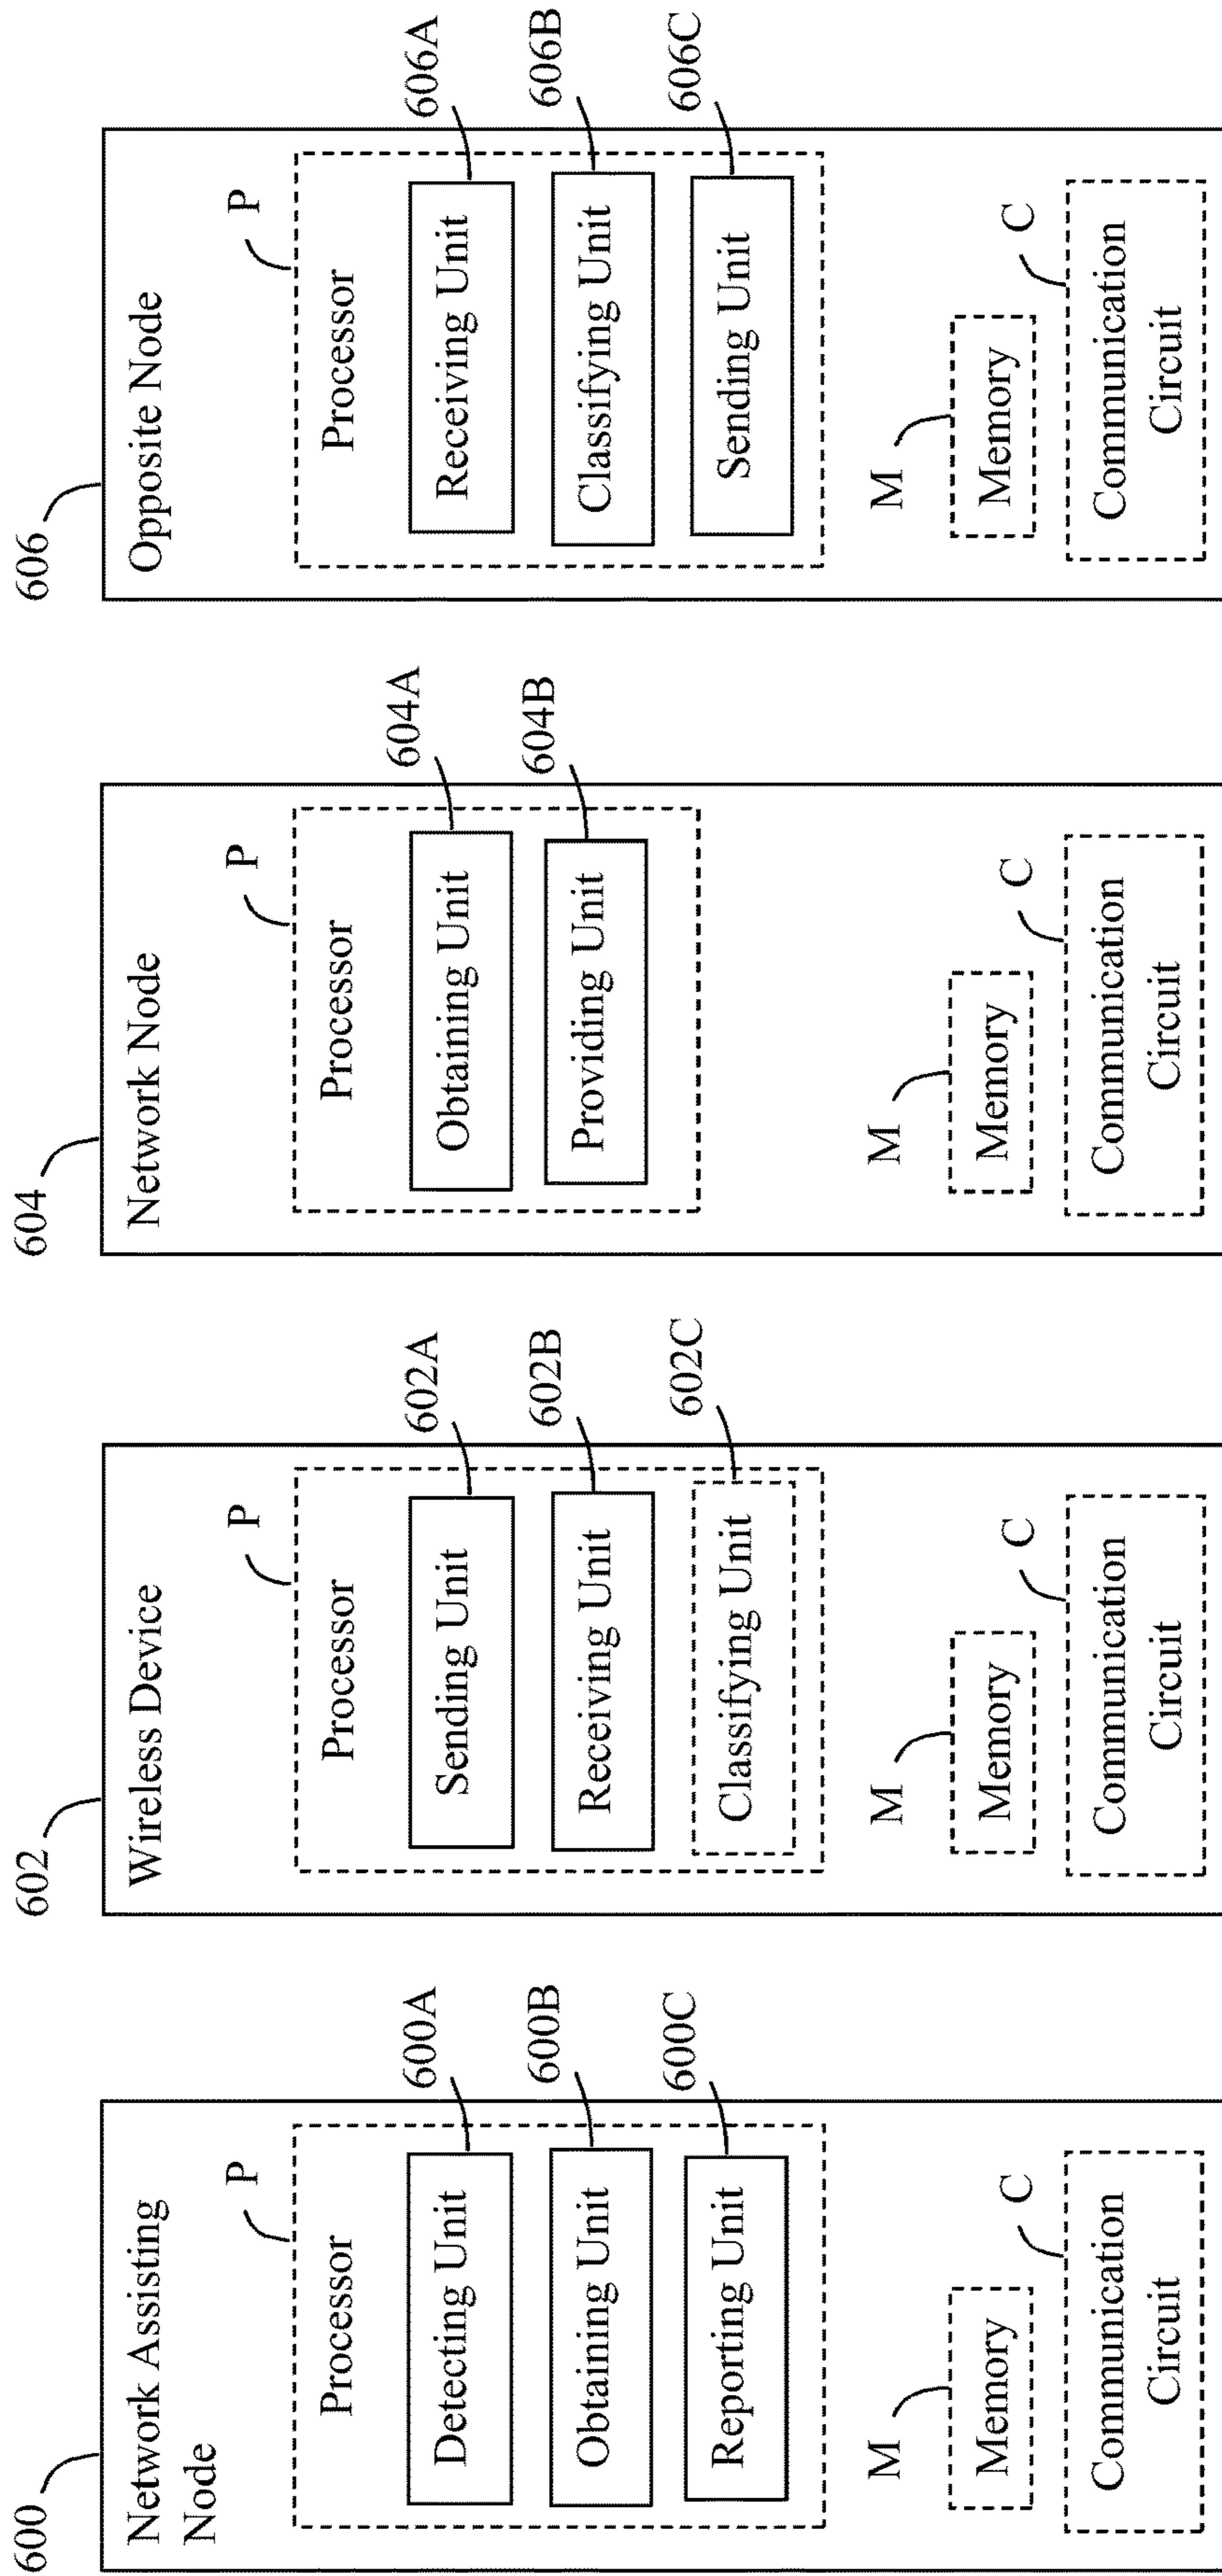 600
Network Assisting
Node
P
Processor
Detecting Unit
600A
Obtaining Unit
600B
Reporting Unit
600C
M
Memory
C
Communication
Circuit
602
Wireless Device
P
Processor
Sending Unit
602A
Receiving Unit
602B
Classifying Unit
602C
M
Memory
C
Communication
Circuit
604
Network Node
P
Processor
Obtaining Unit
604A
Providing Unit
604B
M
Memory
C
Communication
Circuit
606
Opposite Node
P
Processor
Receiving Unit
606A
Classifying Unit
606B
Sending Unit
606C
M
Memory
C
Communication
Circuit